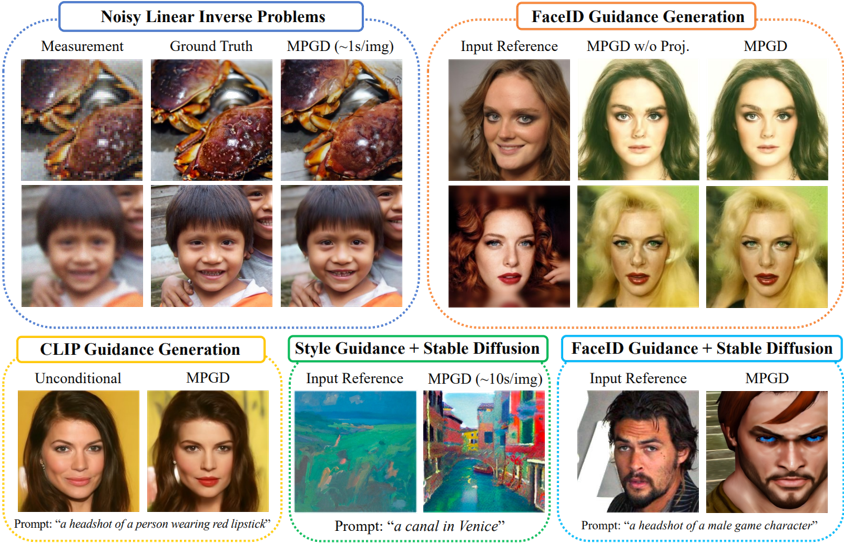 Noisy Linear Inverse Problems
Measurement Ground Truth MPGD (~1s/img)
FaceID Guidance Generation
Input Reference MPGD w/o Proj. MPGD
CLIP Guidance Generation
Unconditional MPGD
Prompt: “a headshot of a person wearing red lipstick”
Style Guidance + Stable Diffusion
Input Reference MPGD (~10s/img)
Prompt: “a canal in Venice”
FaceID Guidance + Stable Diffusion
Input Reference MPGD
Prompt: “a headshot of a male game character”